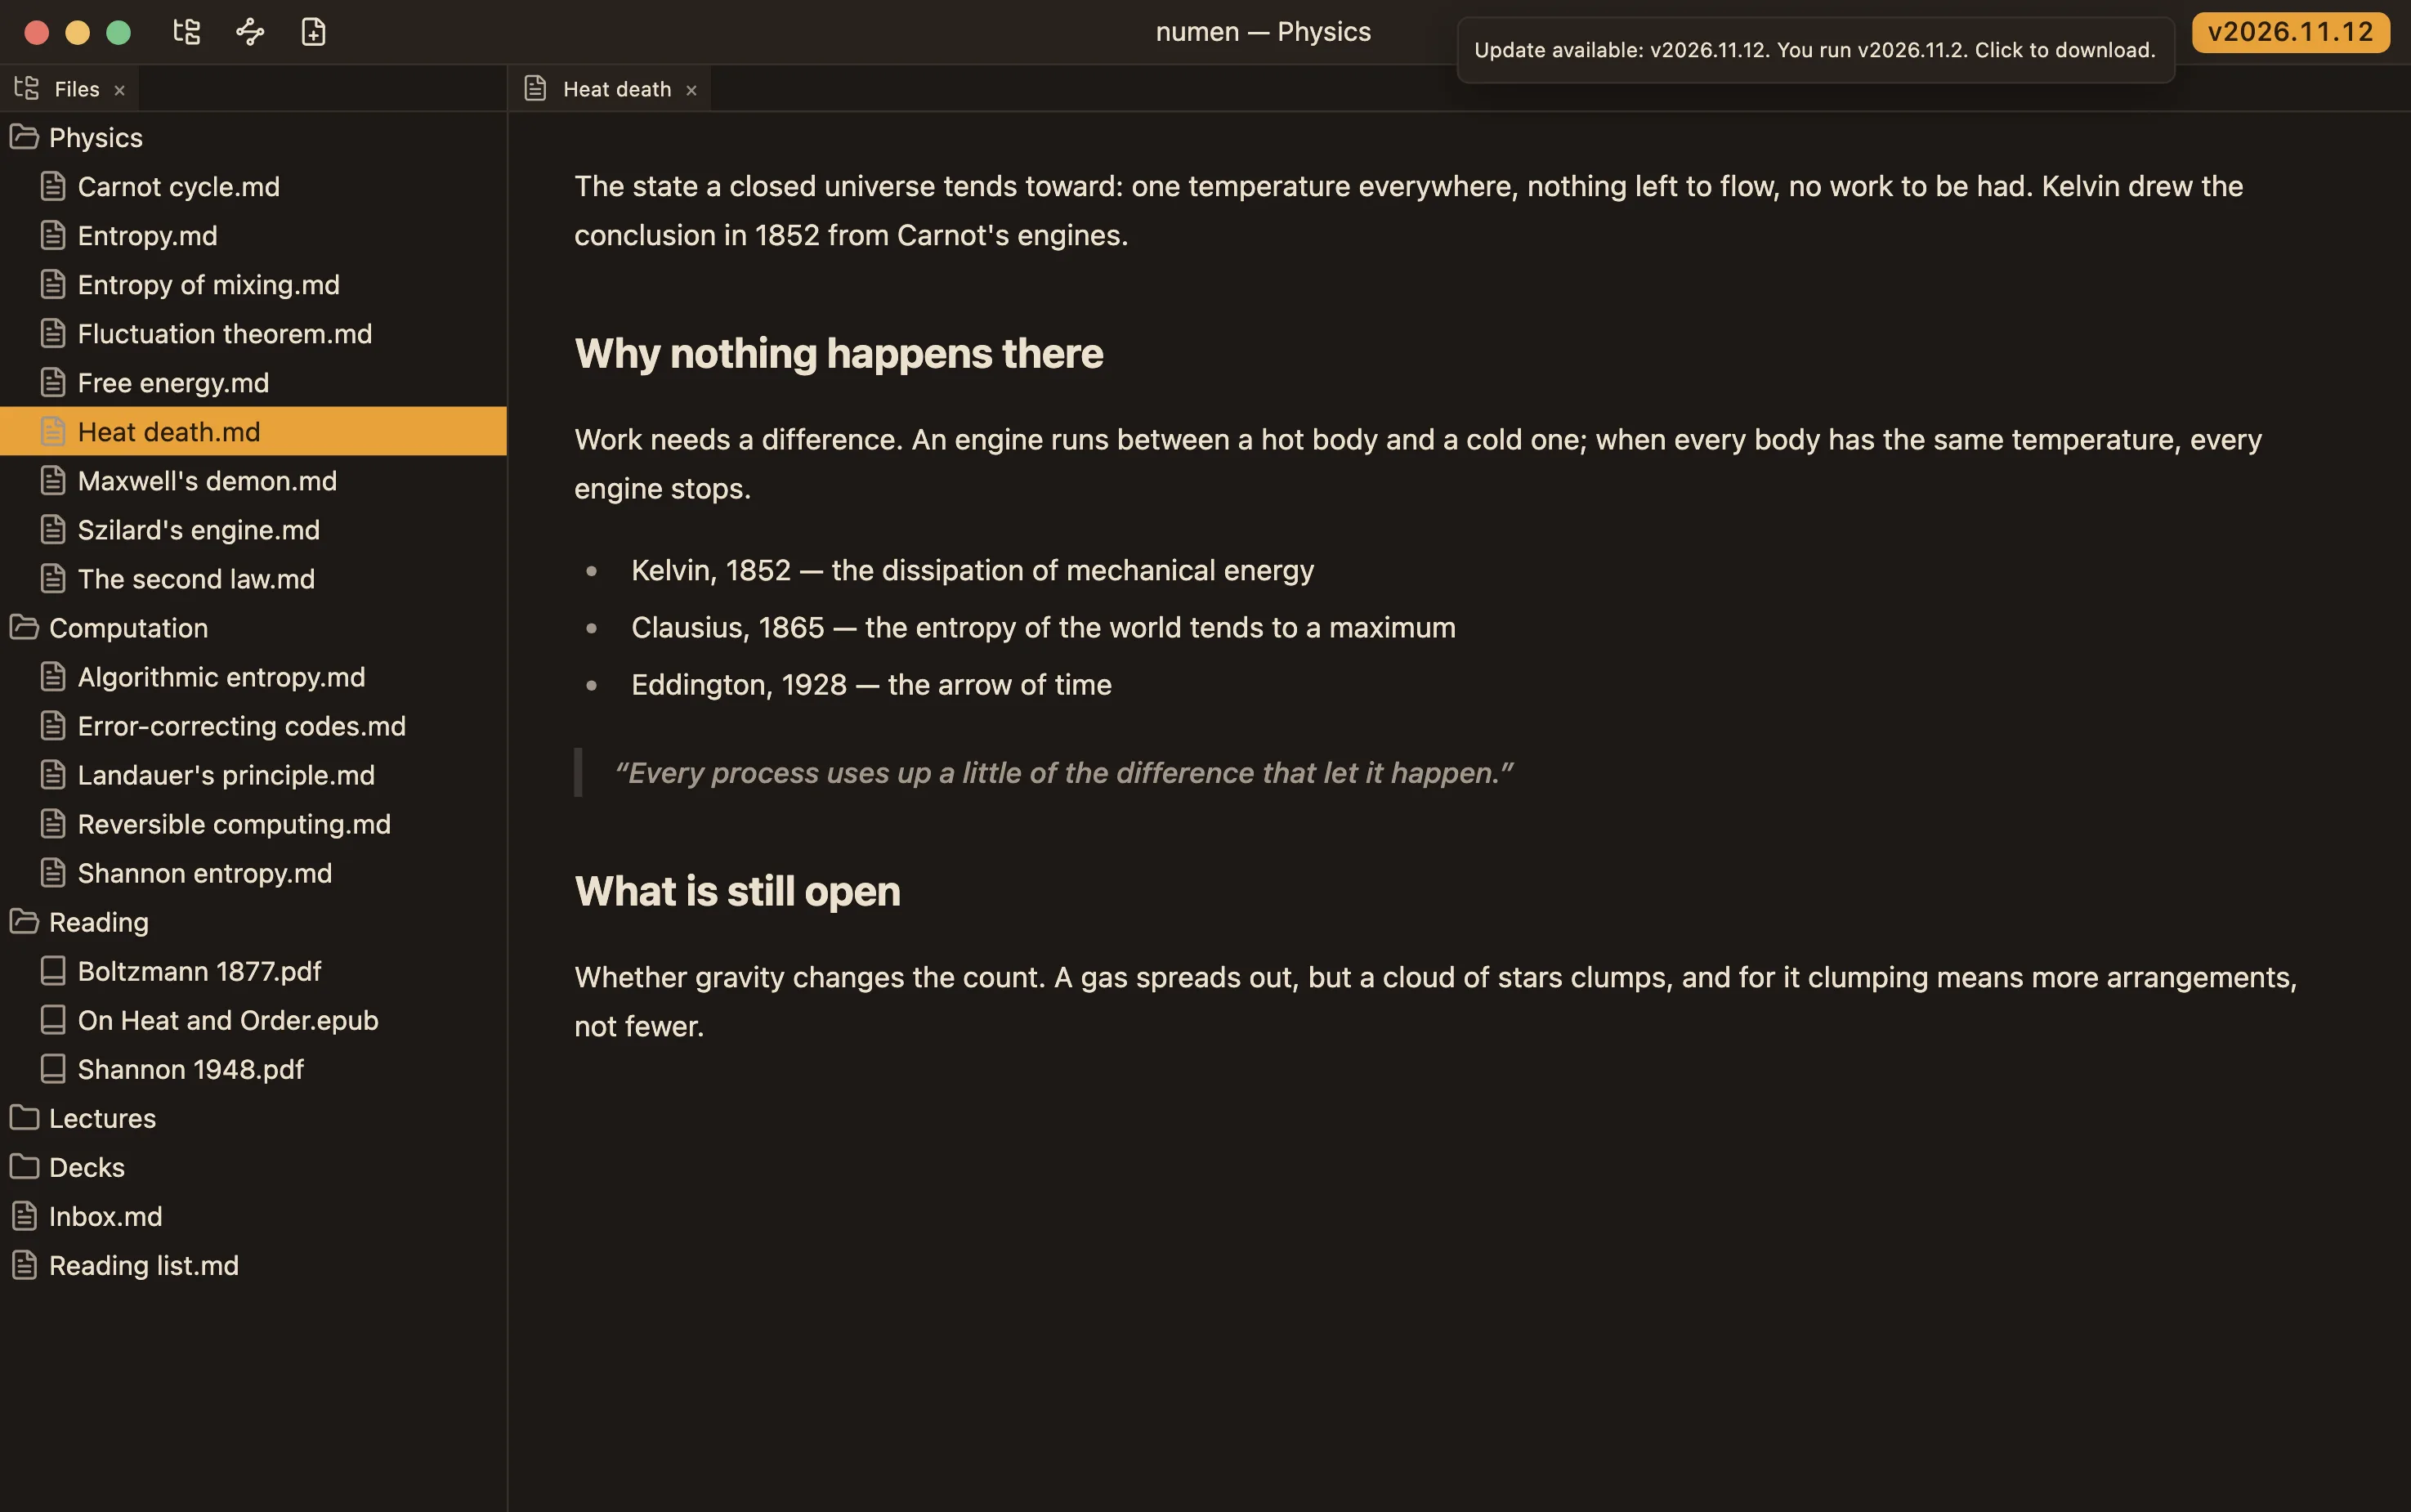 numen — Physics
Update available: v2026.11.12. You run v2026.11.2. Click to download.
v2026.11.12
Files ×
Heat death ×
Physics
Carnot cycle.md
Entropy.md
Entropy of mixing.md
Fluctuation theorem.md
Free energy.md
Heat death.md
Maxwell's demon.md
Szilard's engine.md
The second law.md
Computation
Algorithmic entropy.md
Error-correcting codes.md
Landauer's principle.md
Reversible computing.md
Shannon entropy.md
Reading
Boltzmann 1877.pdf
On Heat and Order.epub
Shannon 1948.pdf
Lectures
Decks
Inbox.md
Reading list.md
The state a closed universe tends toward: one temperature everywhere, nothing left to flow, no work to be had. Kelvin drew the
conclusion in 1852 from Carnot's engines.
Why nothing happens there
Work needs a difference. An engine runs between a hot body and a cold one; when every body has the same temperature, every
engine stops.
• Kelvin, 1852 — the dissipation of mechanical energy
• Clausius, 1865 — the entropy of the world tends to a maximum
• Eddington, 1928 — the arrow of time
“Every process uses up a little of the difference that let it happen.”
What is still open
Whether gravity changes the count. A gas spreads out, but a cloud of stars clumps, and for it clumping means more arrangements,
not fewer.